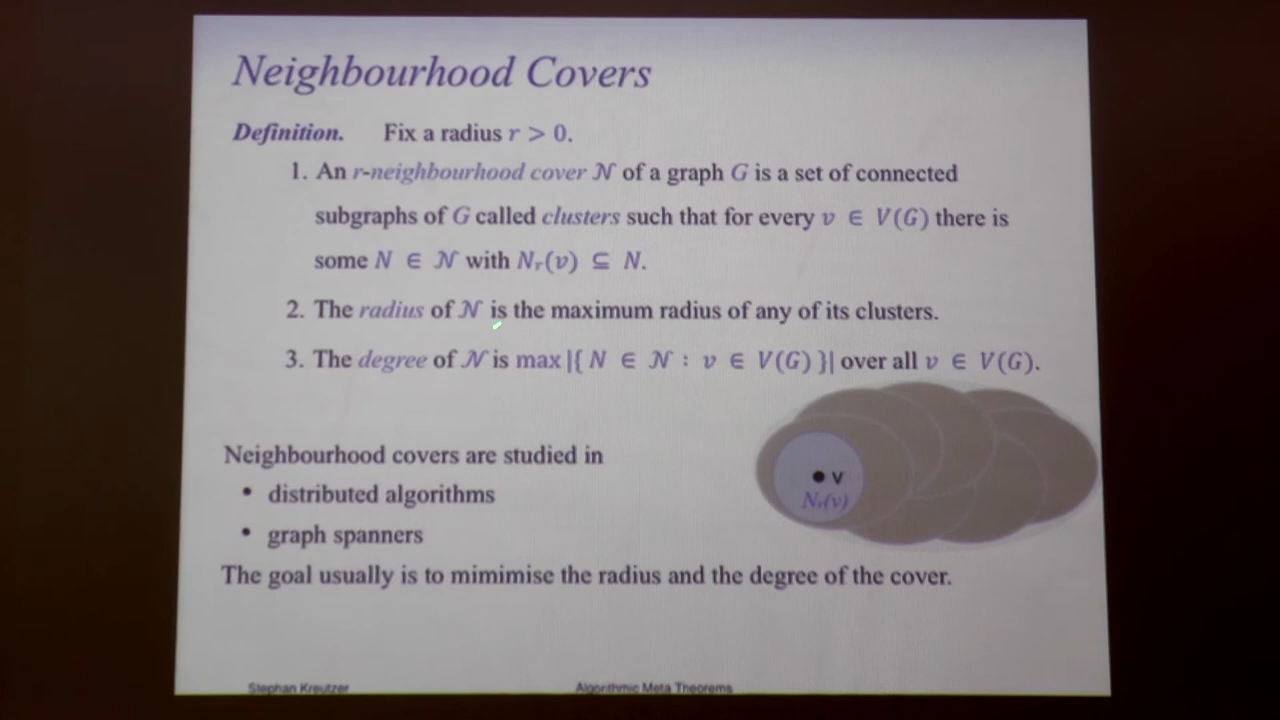 Neighbourhood Covers
Definition. Fix a radius r > 0.
1. An r-neighbourhood cover 𝒩 of a graph G is a set of connected
subgraphs of G called clusters such that for every v ∈ V(G) there is
some N ∈ 𝒩 with Nᵣ(v) ⊆ N.
2. The radius of 𝒩 is the maximum radius of any of its clusters.
3. The degree of 𝒩 is max |{ N ∈ 𝒩 : v ∈ V(G) }| over all v ∈ V(G).
v
Nᵣ(v)
Neighbourhood covers are studied in
• distributed algorithms
• graph spanners
The goal usually is to mimimise the radius and the degree of the cover.
Stephan Kreutzer Algorithmic Meta Theorems